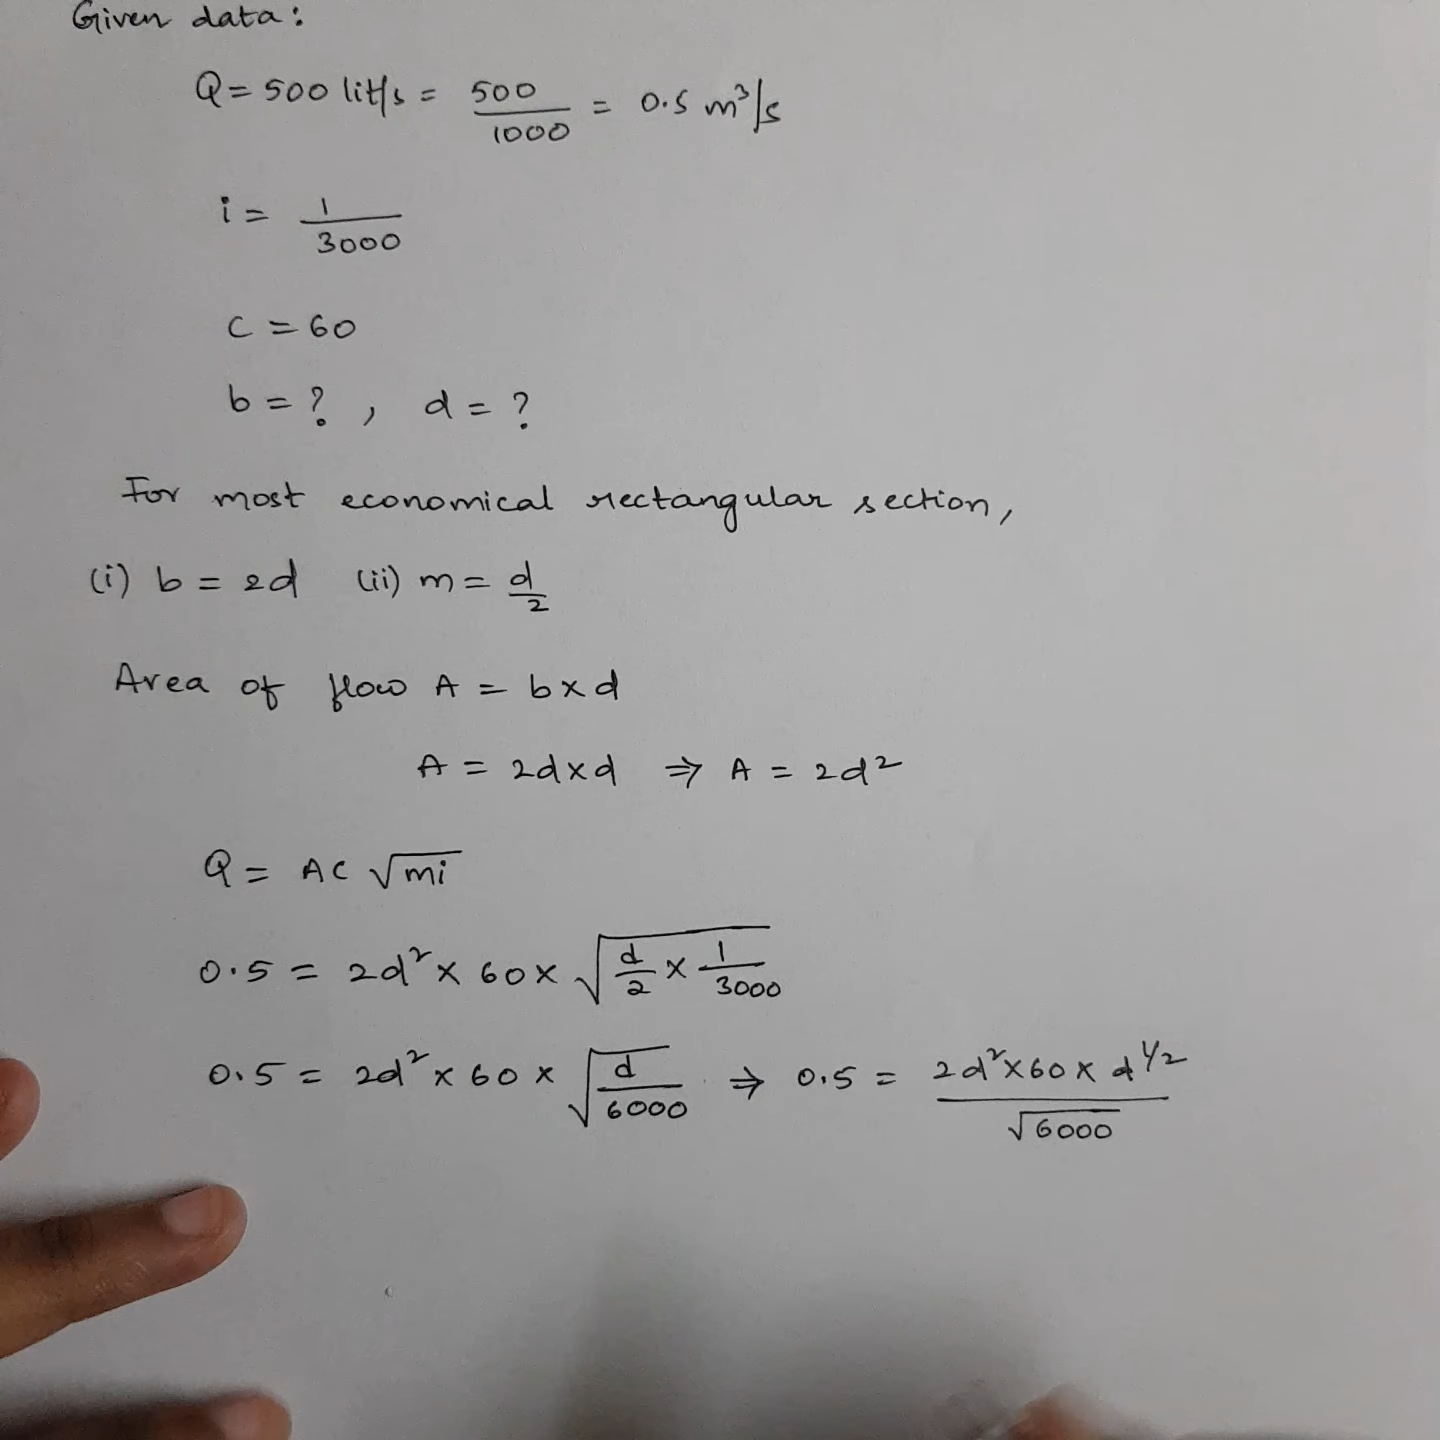 Given data:
Q = 500 lit/s = 500/1000 = 0.5 m³/s
i = 1/3000
C = 60
b = ? , d = ?
For most economical rectangular section,
(i) b = 2d (ii) m = d/2
Area of flow A = b x d
A = 2d x d ⇒ A = 2d²
Q = AC √mi
0.5 = 2d² x 60 x √(d/2 x 1/3000)
0.5 = 2d² x 60 x √(d/6000) ⇒ 0.5 = 2d² x 60 x d^1/2 / √6000